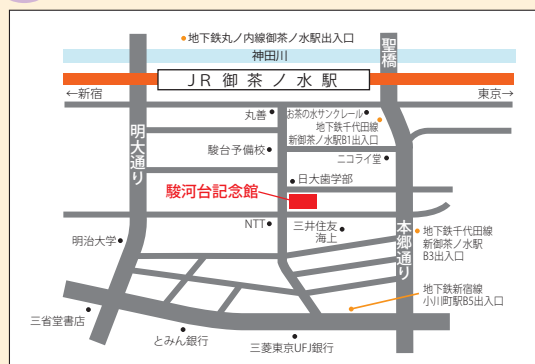 地下鉄丸ノ内線御茶ノ水駅出入口
神田川
聖橋
JR御茶ノ水駅
←新宿
東京→
丸善
お茶の水サンクレール
地下鉄千代田線
新御茶ノ水駅B1出入口
明大通り
駿台予備校
ニコライ堂
日大歯学部
駿河台記念館
NTT
三井住友
海上
本郷通り
地下鉄千代田線
新御茶ノ水駅
B3出入口
明治大学
地下鉄新宿線
小川町駅B5出入口
三省堂書店
とみん銀行
三菱東京UFJ銀行